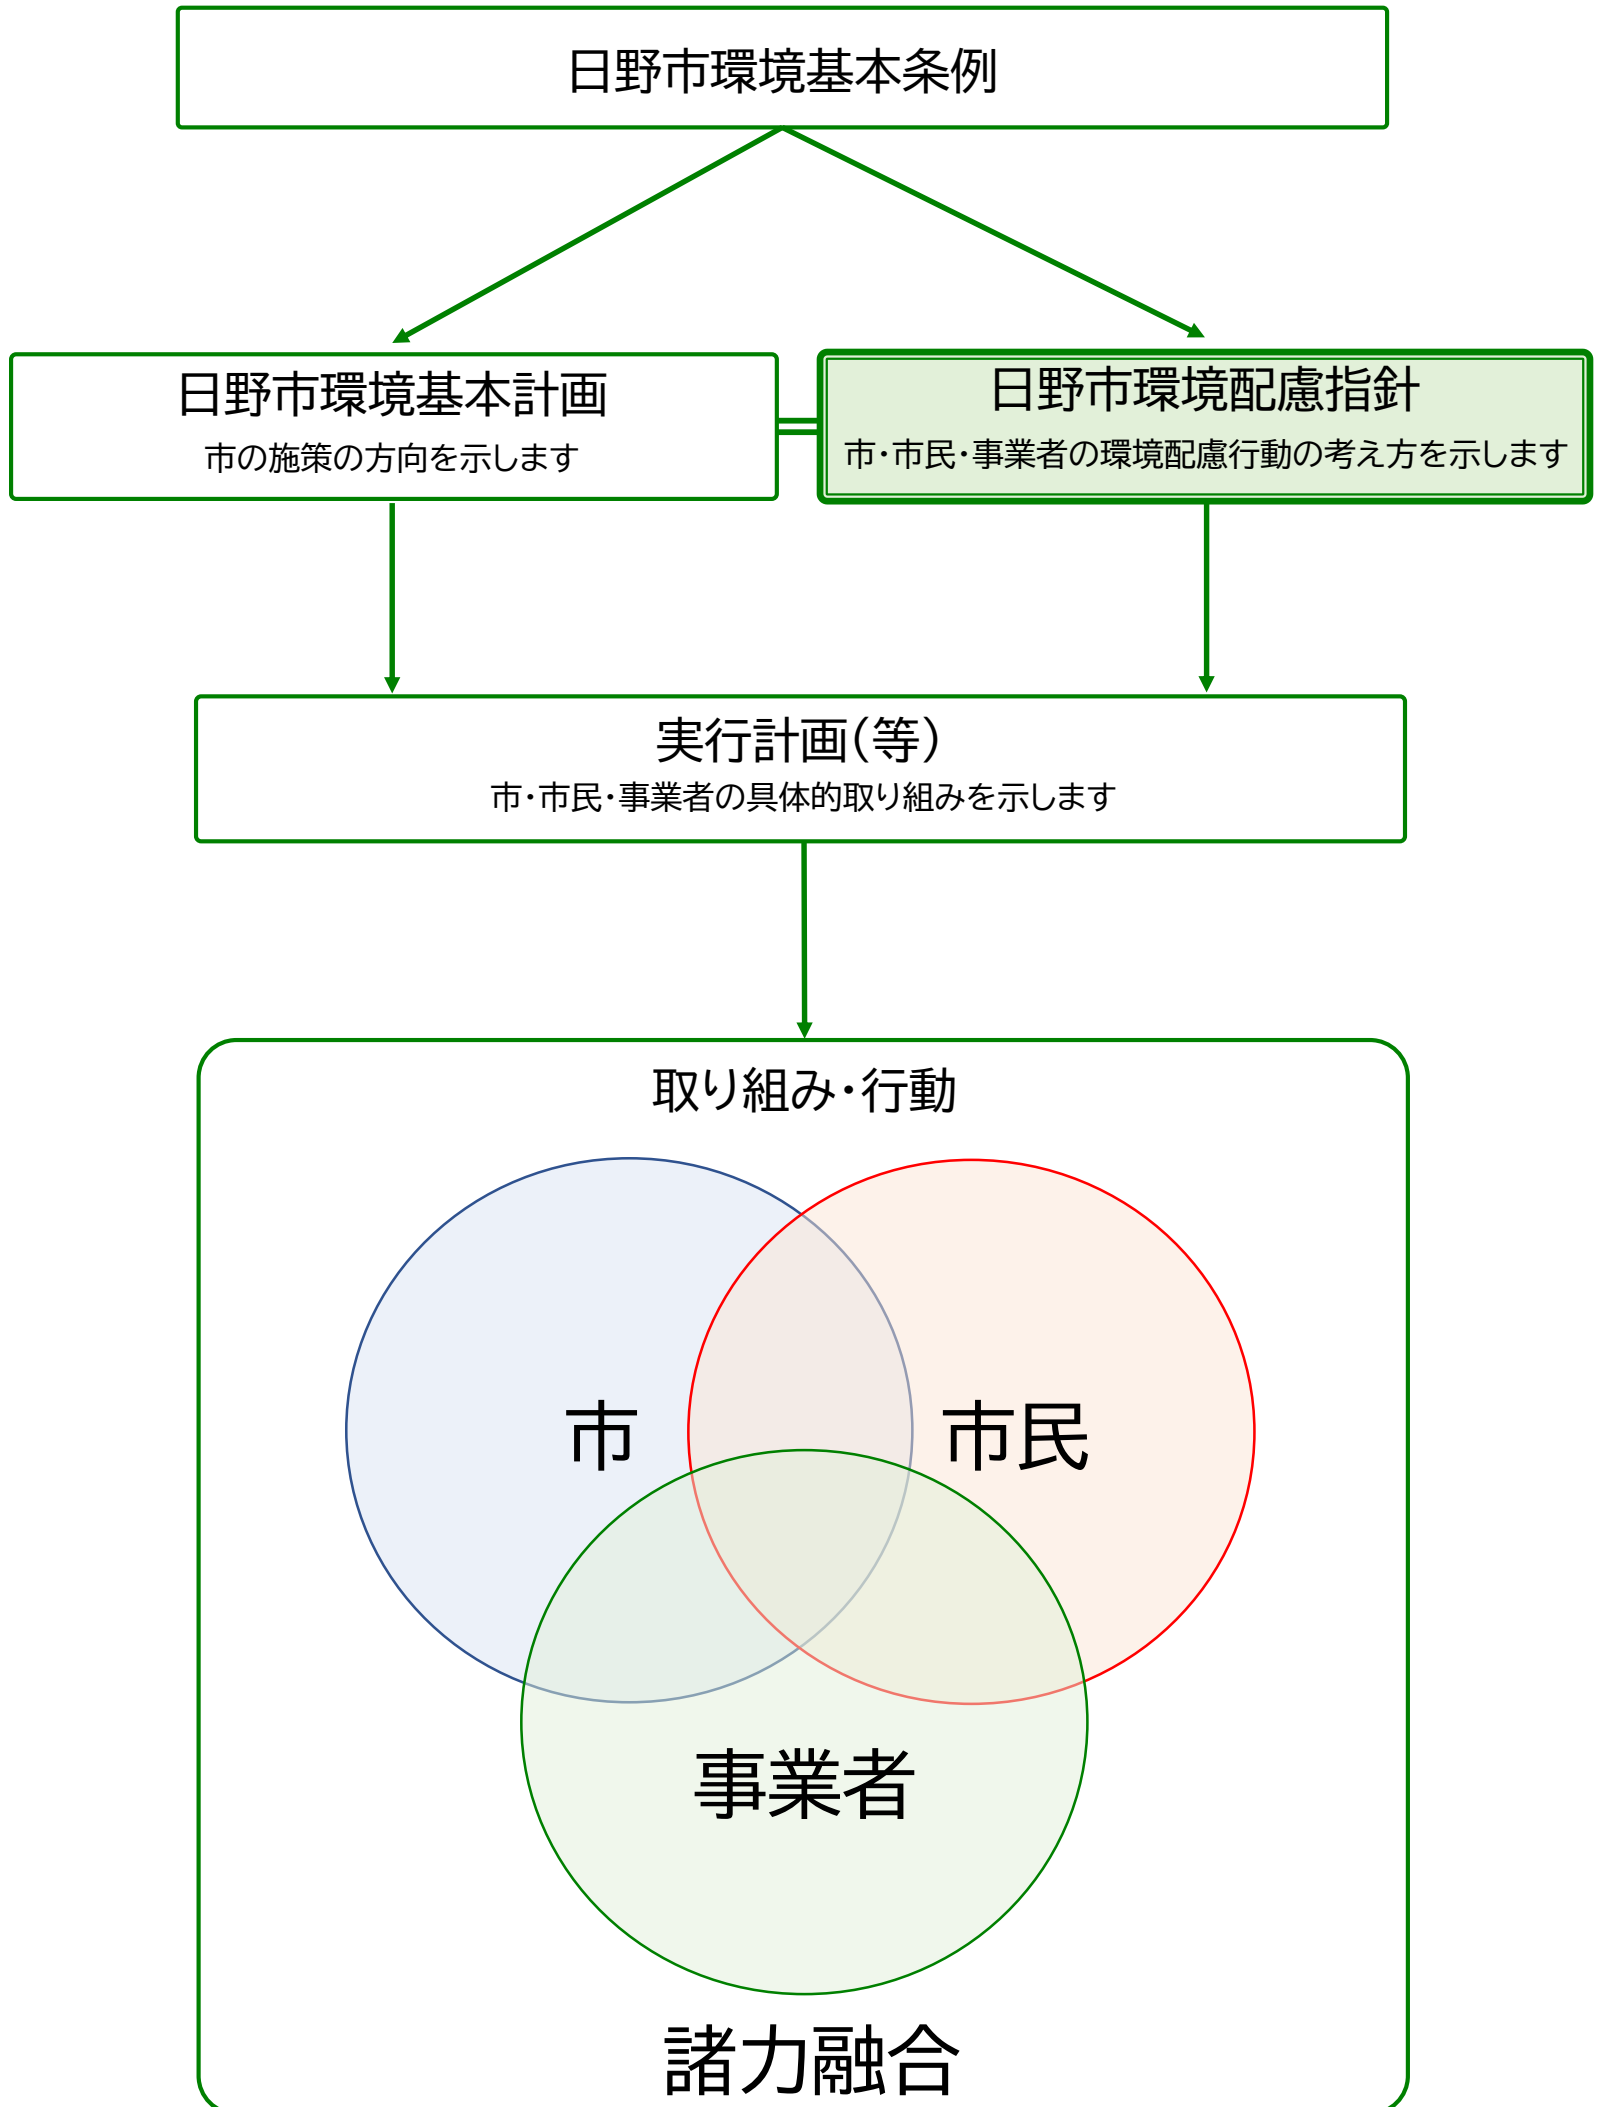 日野市環境基本条例
日野市環境基本計画
市の施策の方向を示します
日野市環境配慮指針
市・市民・事業者の環境配慮行動の考え方を示します
実行計画(等)
市・市民・事業者の具体的取り組みを示します
取り組み・行動
市
市民
事業者
諸力融合